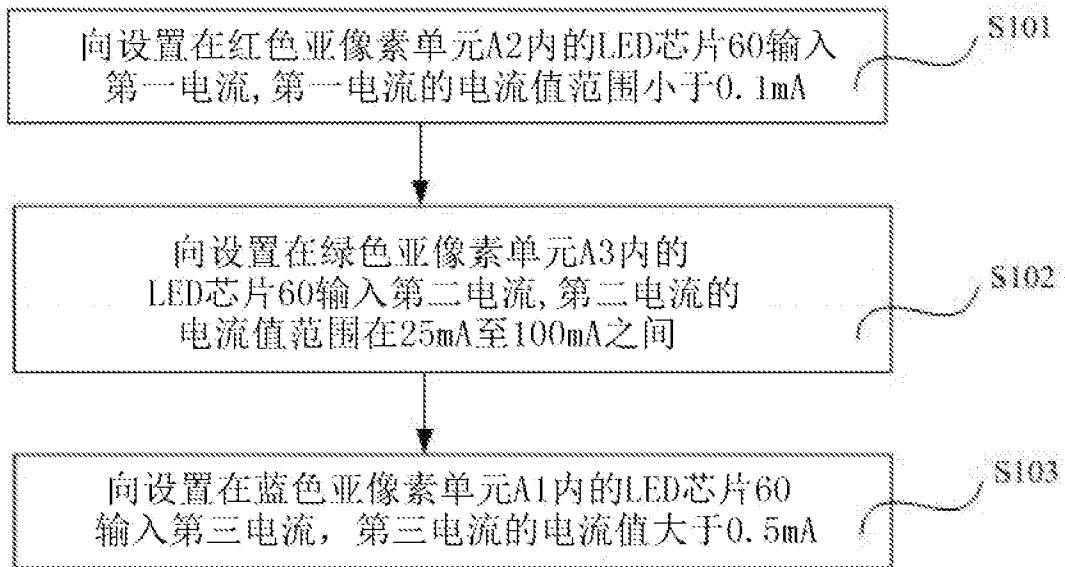 向设置在红色亚像素单元A2内的LED芯片60输入
第一电流,第一电流的电流值范围小于0.1mA
S101
向设置在绿色亚像素单元A3内的
LED芯片60输入第二电流,第二电流的
电流值范围在25mA至100mA之间
S102
向设置在蓝色亚像素单元A1内的LED芯片60
输入第三电流，第三电流的电流值大于0.5mA
S103